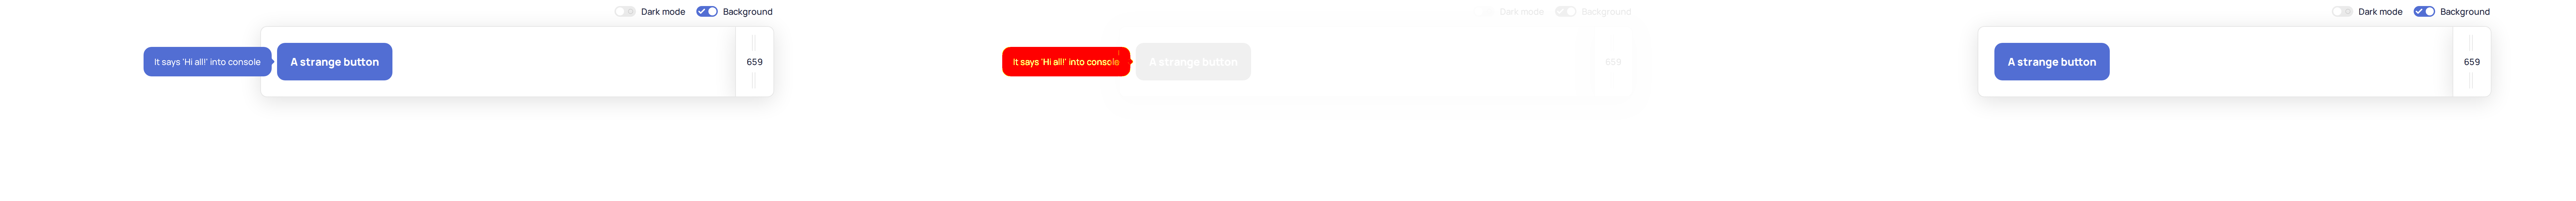 Dark mode Background
It says 'Hi all!' into console A strange button 659
Dark mode Background
It says 'Hi all!' into console A strange button 659
Dark mode Background
A strange button 659